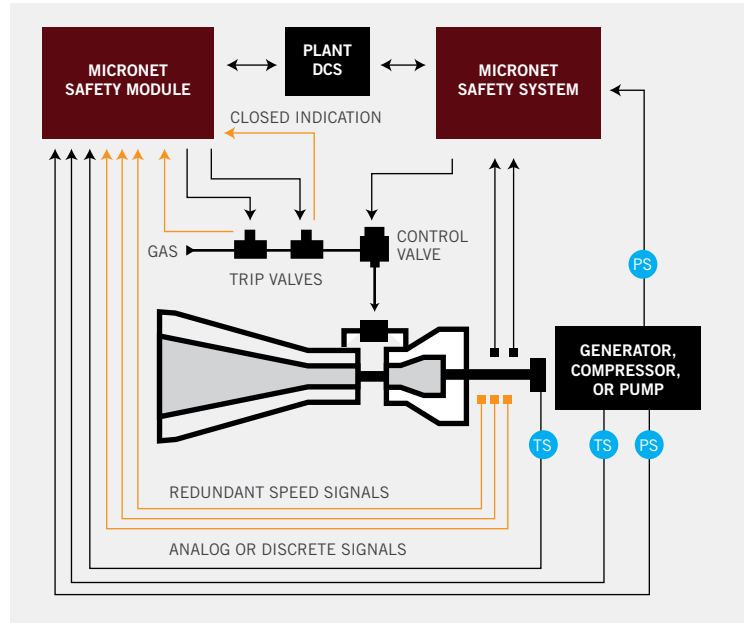 MICRONET
SAFETY MODULE
PLANT
DCS
MICRONET
SAFETY SYSTEM
CLOSED INDICATION
GAS
TRIP VALVES
CONTROL
VALVE
PS
GENERATOR,
COMPRESSOR,
OR PUMP
TS
TS
PS
REDUNDANT SPEED SIGNALS
ANALOG OR DISCRETE SIGNALS